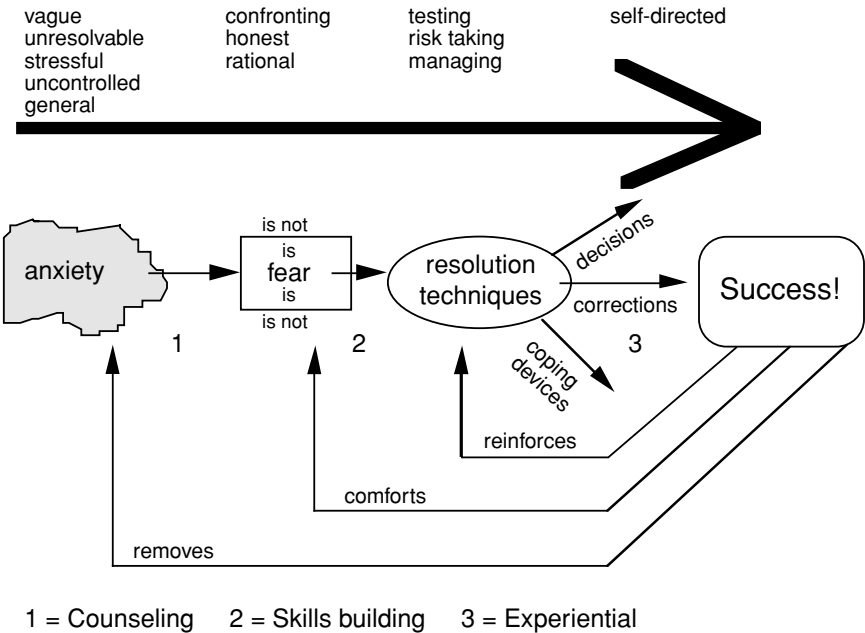 vague
unresolvable
stressful
uncontrolled
general
confronting
honest
rational
testing
risk taking
managing
self-directed
anxiety
is not
is
fear
is
is not
resolution
techniques
decisions
corrections
coping
devices
Success!
1
2
3
reinforces
comforts
removes
1 = Counseling 2 = Skills building 3 = Experiential